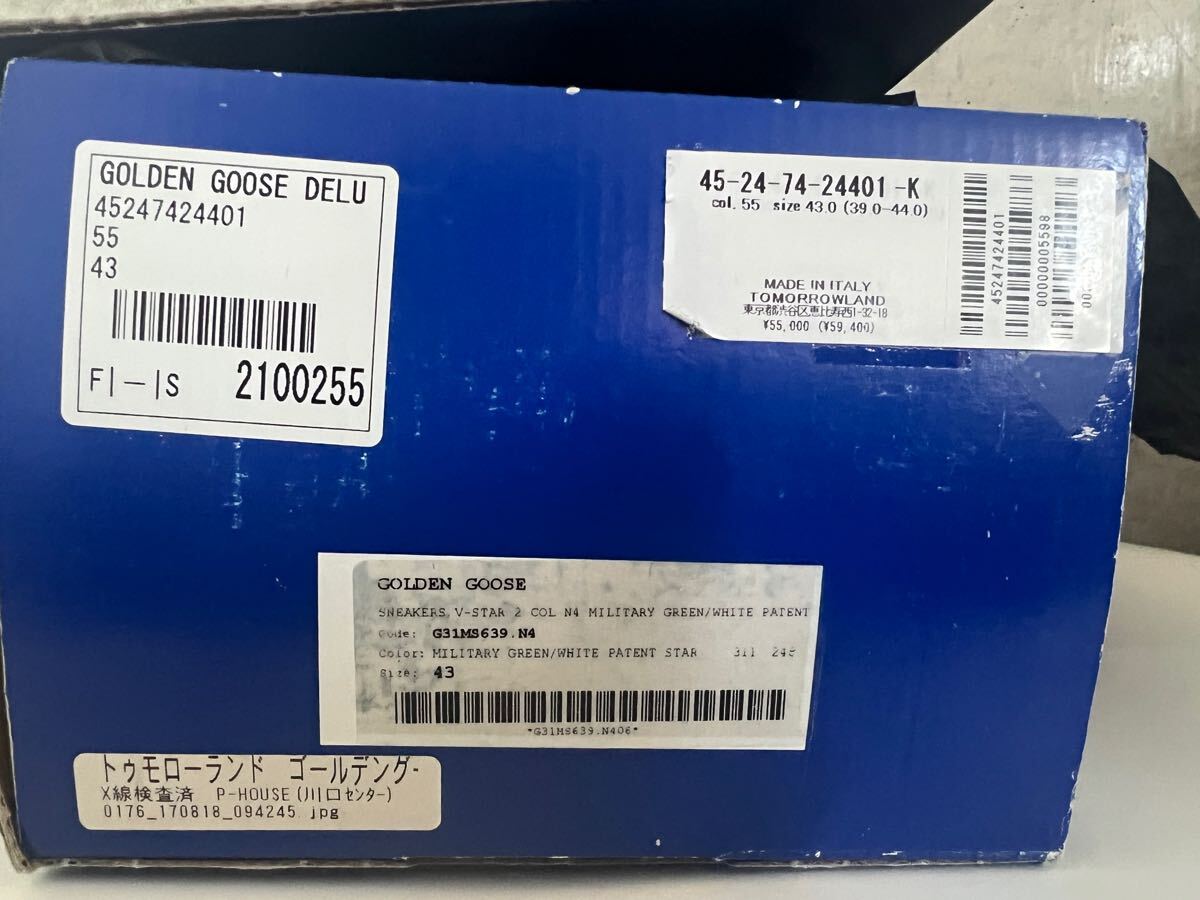 GOLDEN GOOSE DELU
45247424401
55
43
F|-|S 2100255
45-24-74-24401-K
col. 55 size 43.0 (39.0-44.0)
MADE IN ITALY
TOMORROWLAND
東京都渋谷区恵比寿西1-32-18
¥55,000 (¥59,400)
45247424401
00000005598
GOLDEN GOOSE
SNEAKERS V-STAR 2 COL N4 MILITARY GREEN/WHITE PATENT
Code: G31MS639.N4
Color: MILITARY GREEN/WHITE PATENT STAR 311 248
Size: 43
*G31MS639.N406*
トゥモローランド ゴールデング-
X線検査済 P-HOUSE(川口センター)
0176_170818_094245.jpg